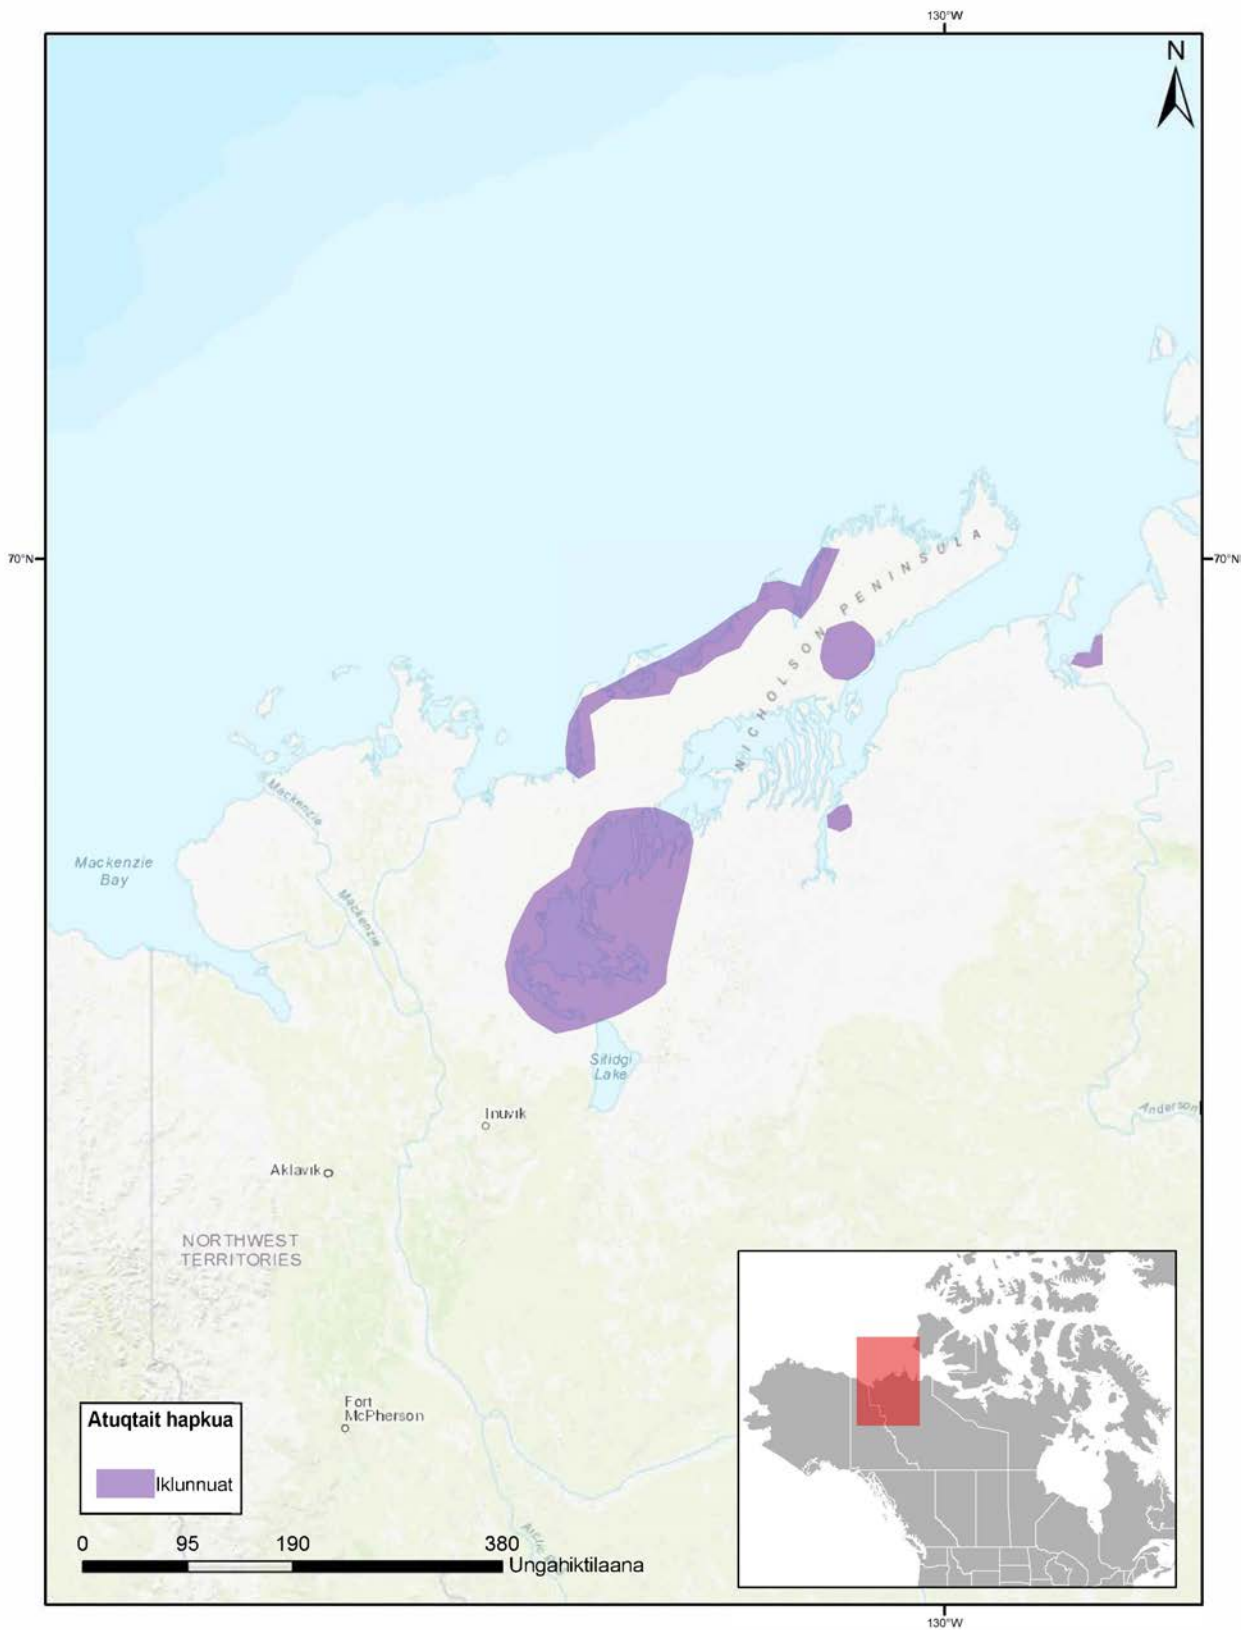 130°W
N
70°N
70°N
NICHOLSON PENINSULA
Mackenzie
Mackenzie
Bay
Mackenzie
Sitidgi
Lake
Inuvik
Anderson
Aklavik
NORTHWEST
TERRITORIES
Fort
McPherson
Atuqtait hapkua
Iklunnuat
0 95 190 380
Ungahiktilaana
130°W